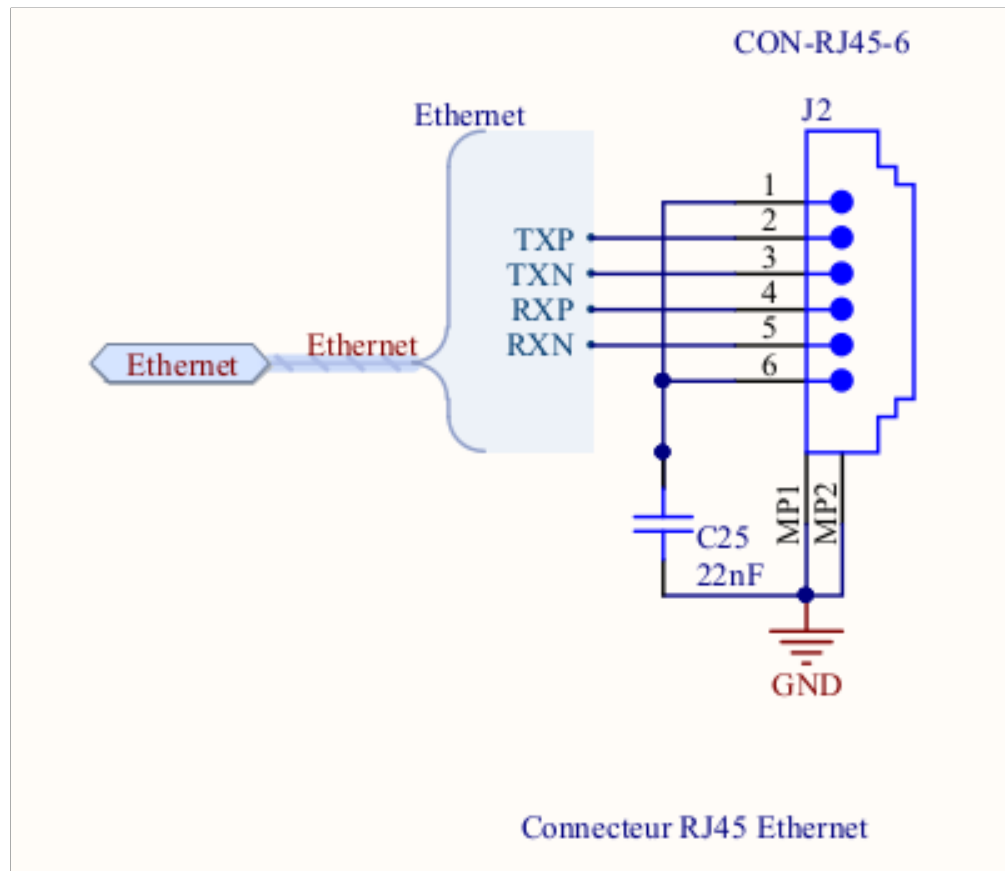 CON-RJ45-6
J2
Ethernet
1
2
TXP
3
TXN
4
RXP
5
RXN
6
Ethernet
Ethernet
MP1
MP2
C25
22nF
GND
Connecteur RJ45 Ethernet